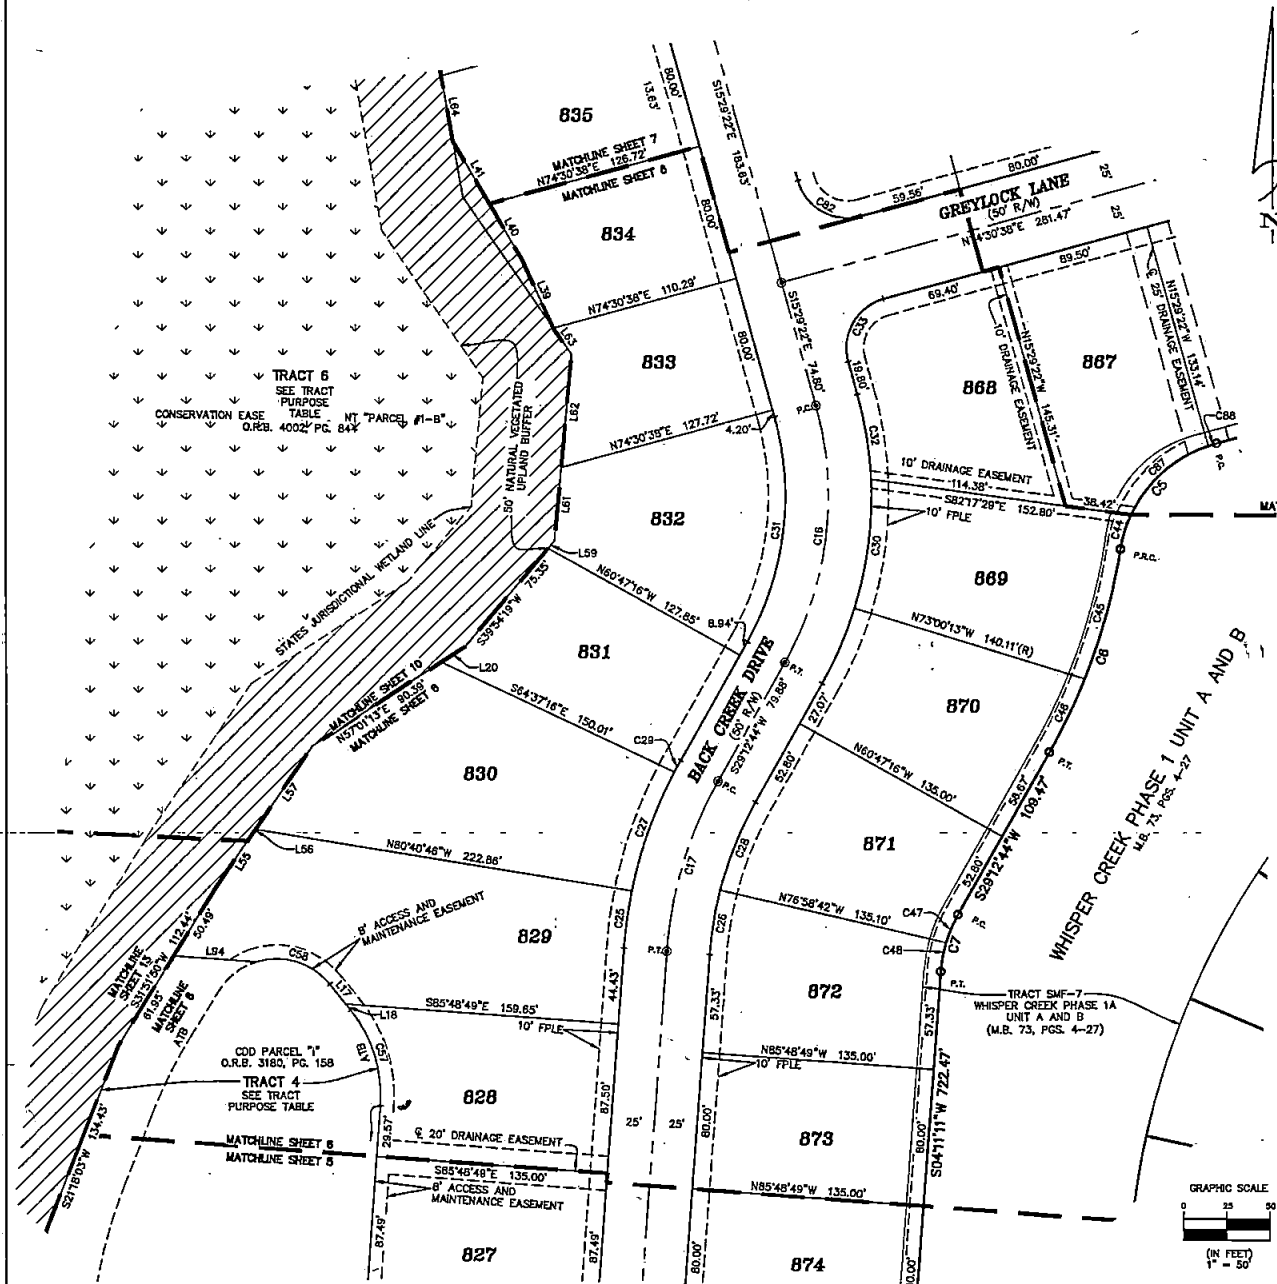 835
MATCHLINE SHEET 7
N74'30'38"E 126.72'
MATCHLINE SHEET 6
L64
L41
L40
L39
L63
L62
L61
L59
80.00'
13.63'
S15'29'22"E 183.63'
80.00'
80.00'
25'
59.56'
C82
GREYLOCK LANE
(50' R/W)
N74'30'38"E 281.47'
25'
89.50'
834
N74'30'38"E 110.29'
80.00'
S15'29'22"E 74.80'
P.C.
69.40'
C33
19.80'
10' DRAINAGE EASEMENT
N15'29'22"W 145.31'
℄ 25' DRAINAGE EASEMENT
N15'29'22"W 133.14'
833
868
867
C88
P.C.
C87
C5
TRACT 6
SEE TRACT
PURPOSE
TABLE
CONSERVATION EASE NT "PARCEL #1-B"
O.R.B. 4002 PG. 844
50' NATURAL VEGETATED
UPLAND BUFFER
N74'30'39"E 127.72'
4.20'
C32
10' DRAINAGE EASEMENT
114.38'
S82'17'29"E 152.80'
38.42'
MA
10' FPLE
C44
P.R.C.
832
C31
C16
C30
869
C45
STATES JURISDICTIONAL WETLAND LINE
N60'47'16"W 127.85'
8.94'
S39'54'19"W 75.35'
N73'00'13"W 140.11'(R)
C8
831
L20
P.T.
BACK CREEK DRIVE
(50' R/W)
S29'12'44"W 79.88'
27.07'
870
C46
P.T.
MATCHLINE SHEET 10
N57'01'13"E 90.39'
MATCHLINE SHEET 6
S64'37'16"E 150.01'
C29
P.C.
52.80'
N60'47'16"W 135.00'
58.67'
109.47'
S29'12'44"W
WHISPER CREEK PHASE 1 UNIT A AND B
M.B. 73, PGS. 4-27
830
L57
L56
L55
N80'40'46"W 222.86'
C27
C17
C28
871
52.80'
N76'58'42"W 135.10'
C47
P.C.
C48
C7
P.T.
8' ACCESS AND
MAINTENANCE EASEMENT
829
C25
C26
P.T.
112.44'
50.49'
L94
C58
L17
L18
MATCHLINE
SHEET 13
S31'51'50"W
61.95'
MATCHLINE
SHEET 6
ATB
S85'48'49"E 159.65'
10' FPLE
44.43'
57.33'
872
57.33'
TRACT SMF-7
WHISPER CREEK PHASE 1A
UNIT A AND B
(M.B. 73, PGS. 4-27)
CDD PARCEL "I"
O.R.B. 3180, PG. 158
TRACT 4
SEE TRACT
PURPOSE TABLE
ATB
C57
N85'48'49"W 135.00'
10' FPLE
828
87.50'
25'
25'
80.00'
873
80.00'
S04'11'11"W 722.47'
134.43'
S21'18'03"W
29.57'
℄ 20' DRAINAGE EASEMENT
MATCHLINE SHEET 6
MATCHLINE SHEET 5
S85'48'49"E 135.00'
8' ACCESS AND
MAINTENANCE EASEMENT
N85'48'49"W 135.00'
87.49'
827
87.49'
80.00'
874
GRAPHIC SCALE
0 25 50
(IN FEET)
1" = 50'